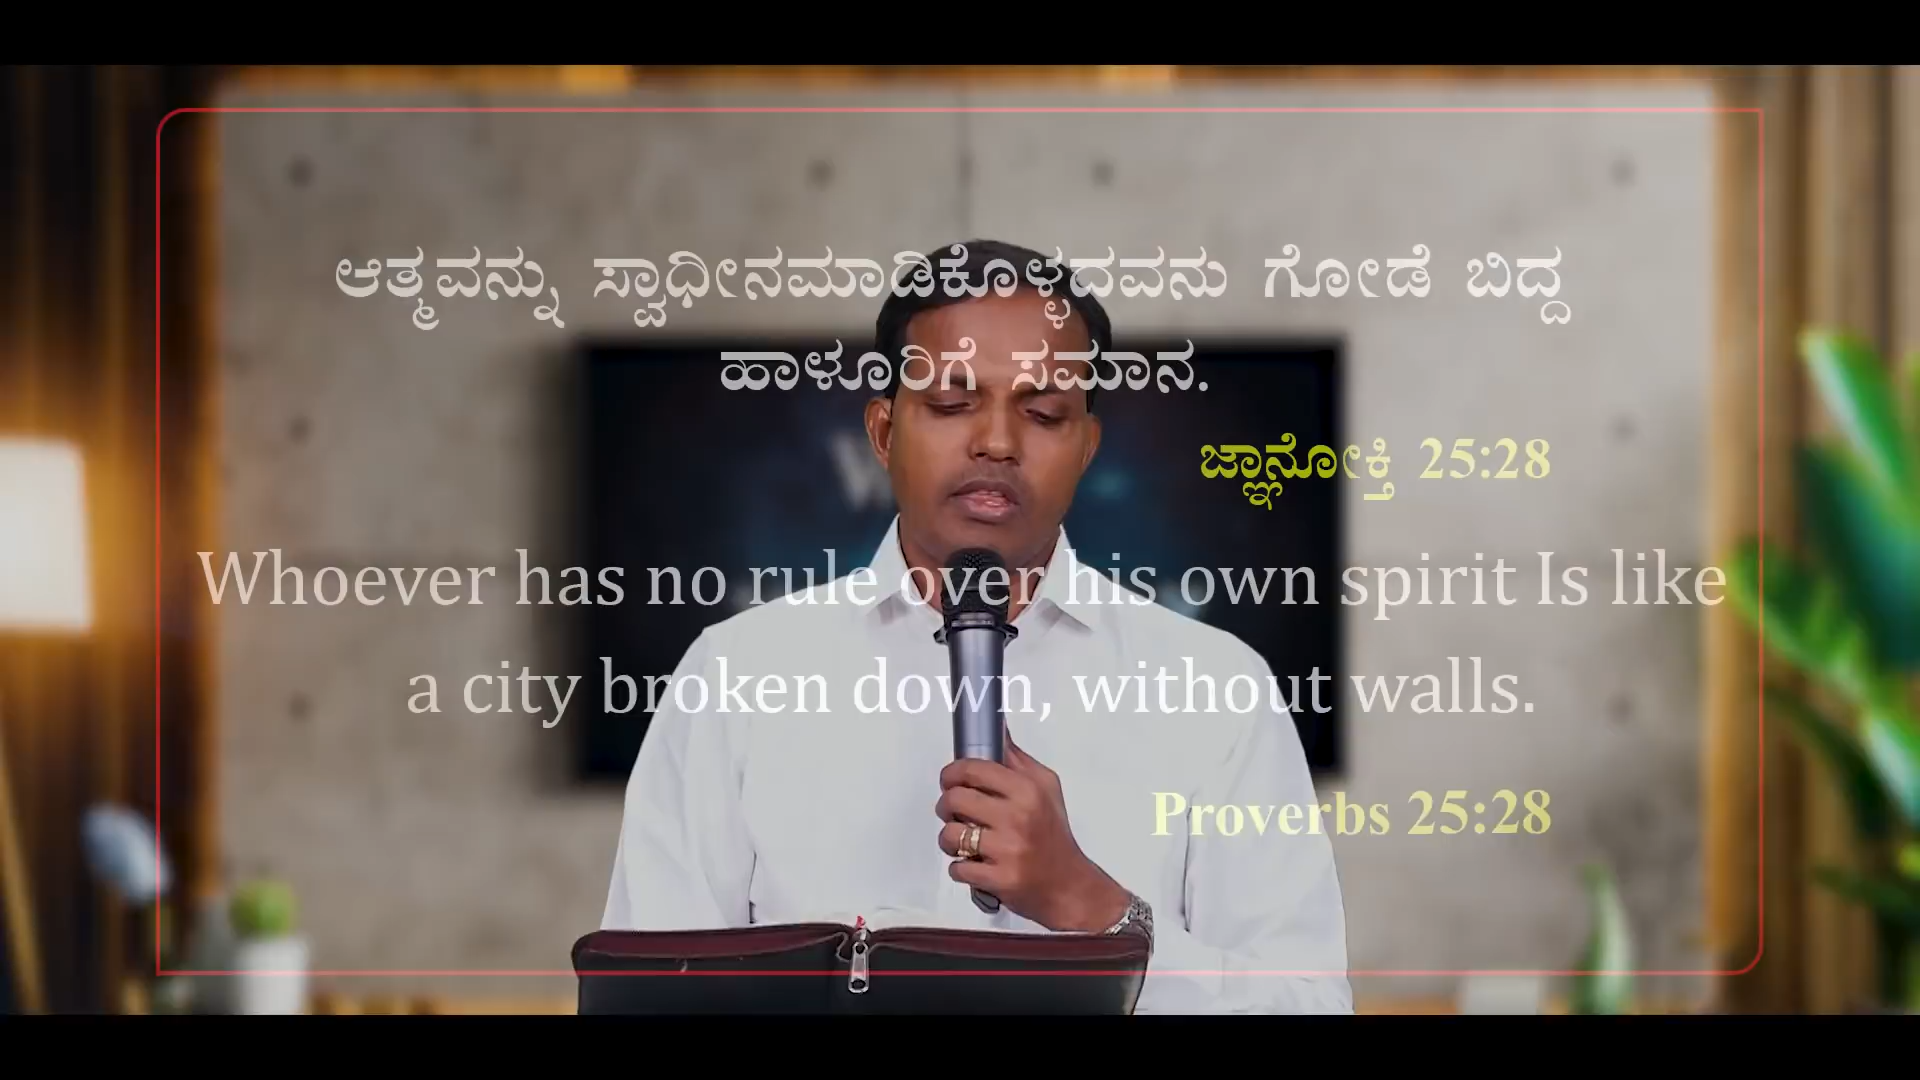 ಆತ್ಮವನ್ನು ಸ್ವಾಧೀನಮಾಡಿಕೊಳ್ಳದವನು ಗೋಡೆ ಬಿದ್ದ
ಹಾಳೂರಿಗೆ ಸಮಾನ.
ಜ್ಞಾನೋಕ್ತಿ 25:28
Whoever has no rule over his own spirit Is like
a city broken down, without walls.
Proverbs 25:28